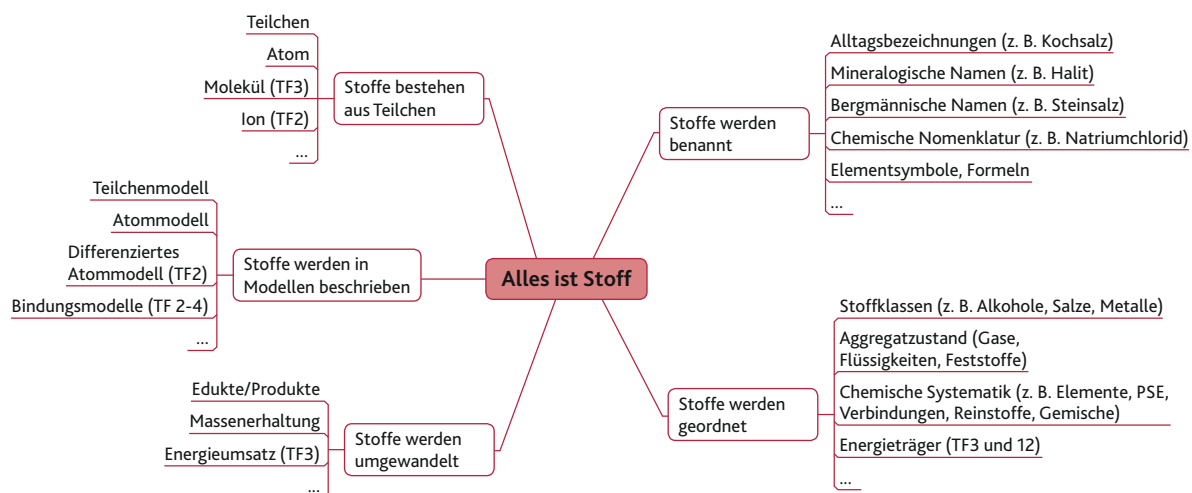 Alles ist Stoff
Stoffe bestehen
aus Teilchen
Teilchen
Atom
Molekül (TF3)
Ion (TF2)
...
Stoffe werden in
Modellen beschrieben
Teilchenmodell
Atommodell
Differenziertes
Atommodell (TF2)
Bindungsmodelle (TF 2-4)
...
Stoffe werden
umgewandelt
Edukte/Produkte
Massenerhaltung
Energieumsatz (TF3)
...
Stoffe werden
benannt
Alltagsbezeichnungen (z. B. Kochsalz)
Mineralogische Namen (z. B. Halit)
Bergmännische Namen (z. B. Steinsalz)
Chemische Nomenklatur (z. B. Natriumchlorid)
Elementsymbole, Formeln
...
Stoffe werden
geordnet
Stoffklassen (z. B. Alkohole, Salze, Metalle)
Aggregatzustand (Gase,
Flüssigkeiten, Feststoffe)
Chemische Systematik (z. B. Elemente, PSE,
Verbindungen, Reinstoffe, Gemische)
Energieträger (TF3 und 12)
...